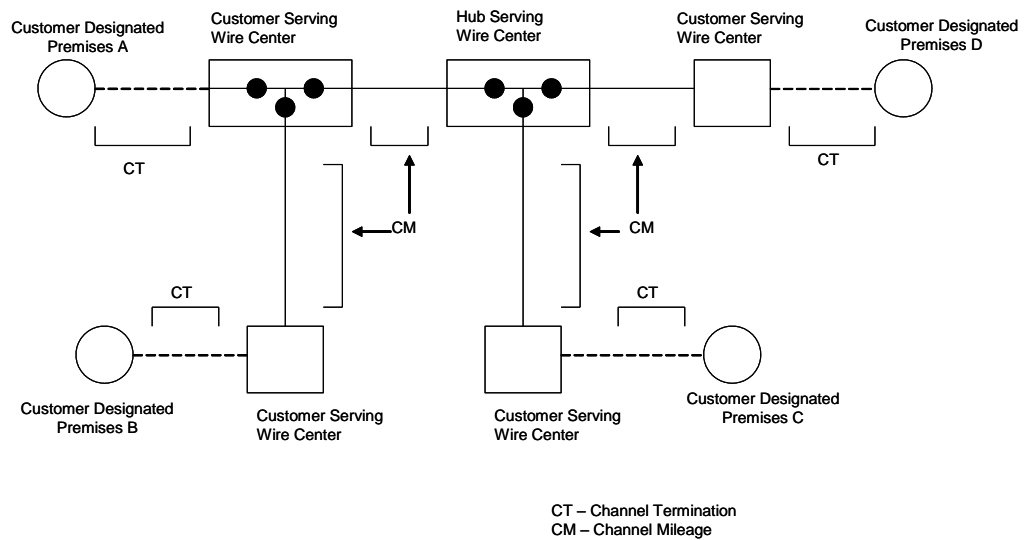 Customer Designated
Premises A
Customer Serving
Wire Center
Hub Serving
Wire Center
Customer Serving
Wire Center
Customer Designated
Premises D
CT
CT
CM
CM
CT
CT
Customer Designated
Premises B
Customer Serving
Wire Center
Customer Serving
Wire Center
Customer Designated
Premises C
CT – Channel Termination
CM – Channel Mileage